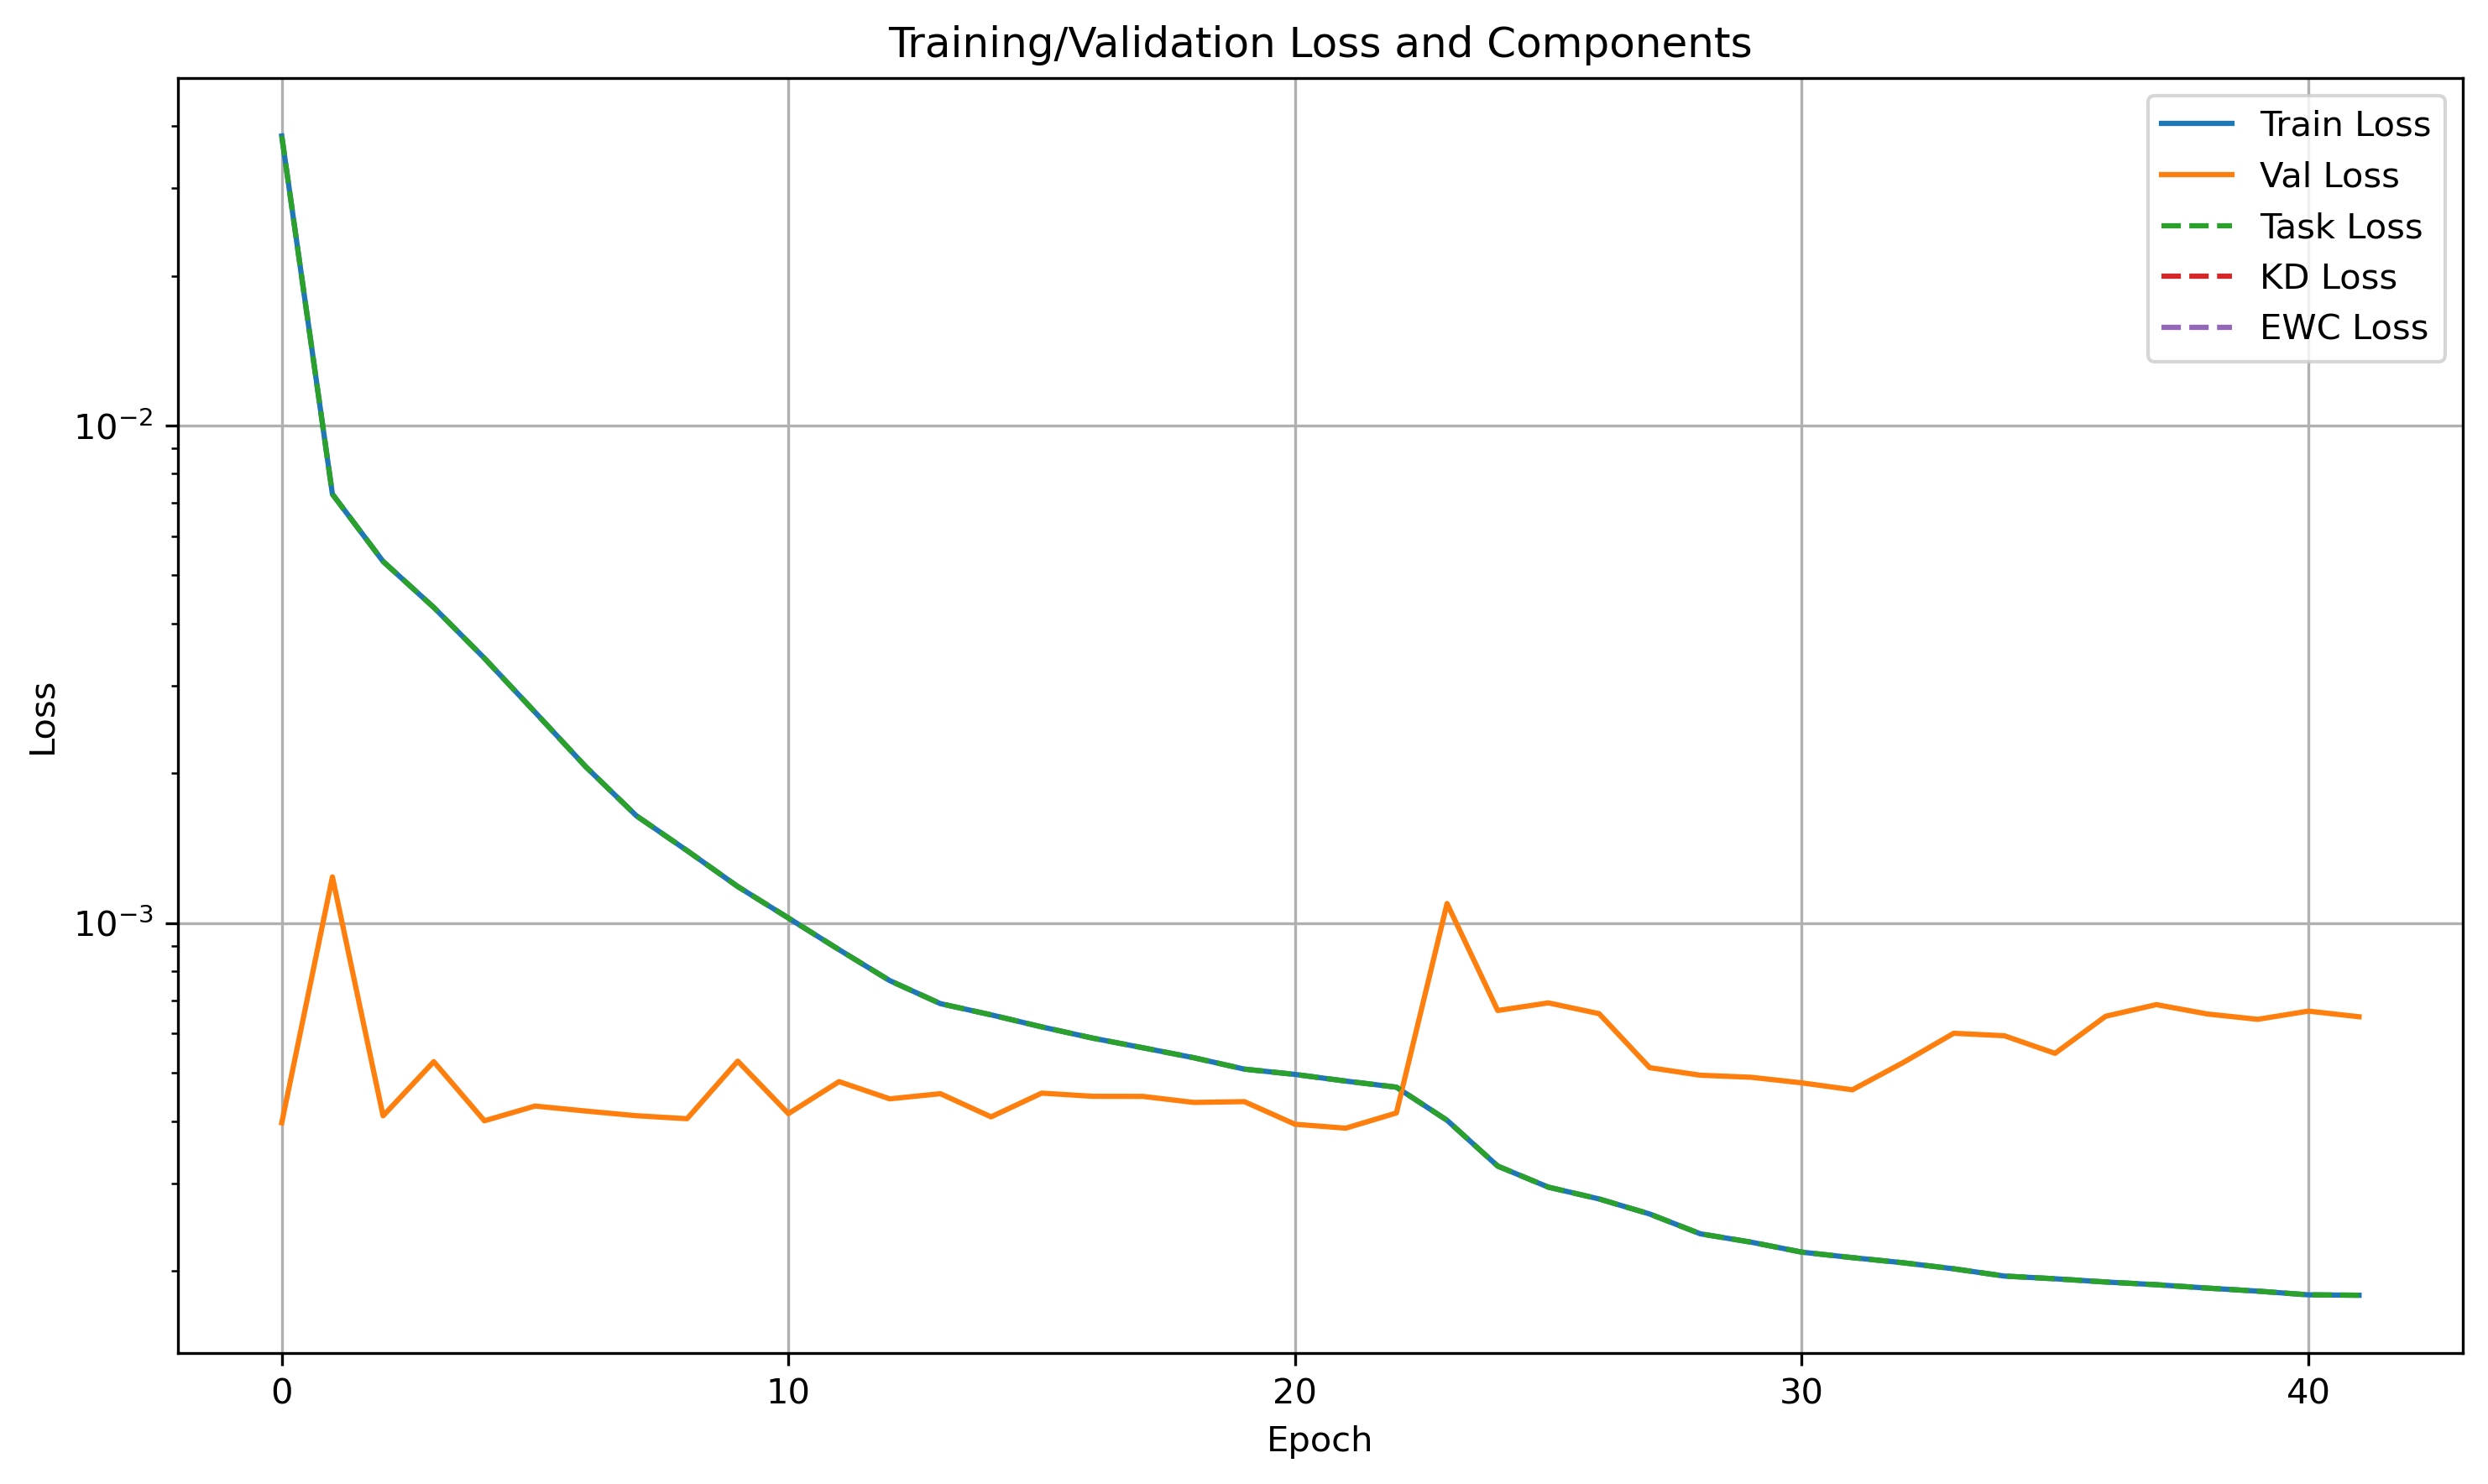 Training/Validation Loss and Components
Train Loss
Val Loss
Task Loss
KD Loss
EWC Loss
10⁻²
10⁻³
Loss
0 10 20 30 40
Epoch